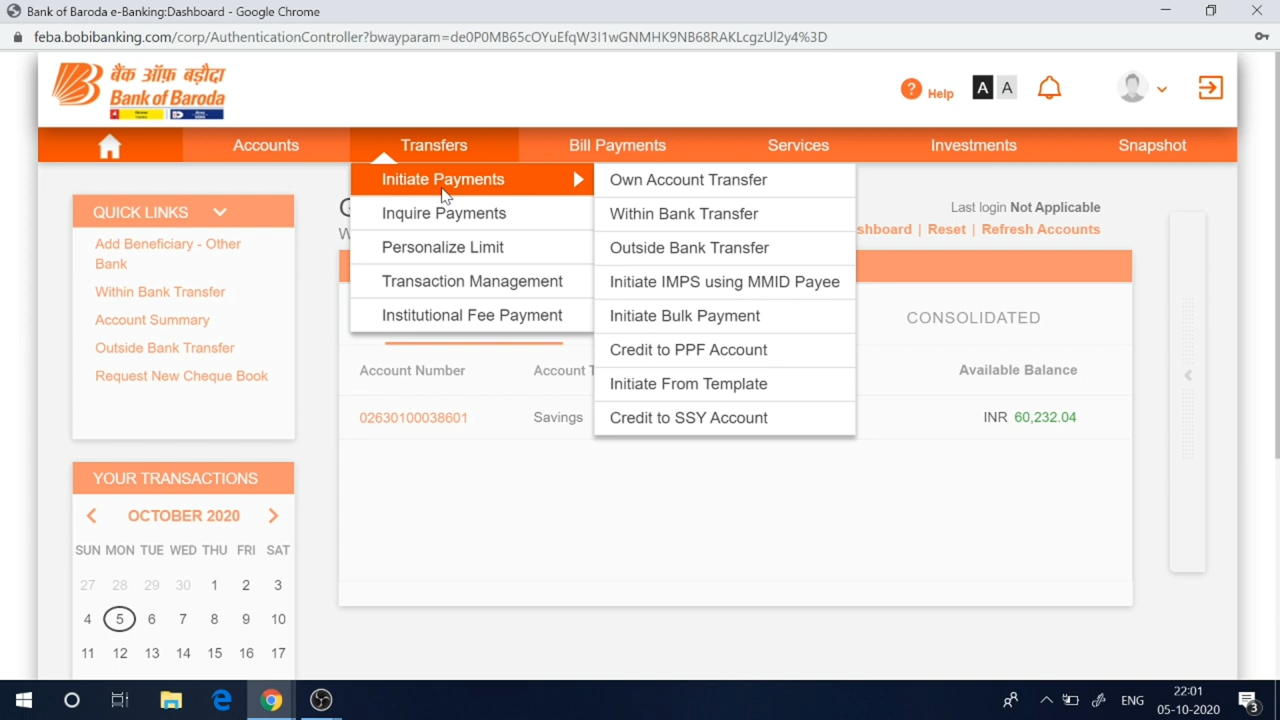 Bank of Baroda e-Banking:Dashboard - Google Chrome
feba.bobibanking.com/corp/AuthenticationController?bwayparam=de0P0MB65cOYuEfqW3I1wGNMHK9NB68RAKLcgzUl2y4%3D
बैंक ऑफ़ बड़ौदा
Bank of Baroda
Help
A A
Accounts
Transfers
Bill Payments
Services
Investments
Snapshot
Initiate Payments
Inquire Payments
Personalize Limit
Transaction Management
Institutional Fee Payment
Own Account Transfer
Within Bank Transfer
Outside Bank Transfer
Initiate IMPS using MMID Payee
Initiate Bulk Payment
Credit to PPF Account
Initiate From Template
Credit to SSY Account
QUICK LINKS
Add Beneficiary - Other
Bank
Within Bank Transfer
Account Summary
Outside Bank Transfer
Request New Cheque Book
Last login Not Applicable
shboard | Reset | Refresh Accounts
CONSOLIDATED
Account Number
Account T
Available Balance
02630100038601
Savings
INR 60,232.04
YOUR TRANSACTIONS
OCTOBER 2020
SUN MON TUE WED THU FRI SAT
27 28 29 30 1 2 3
4 5 6 7 8 9 10
11 12 13 14 15 16 17
ENG
22:01
05-10-2020
3